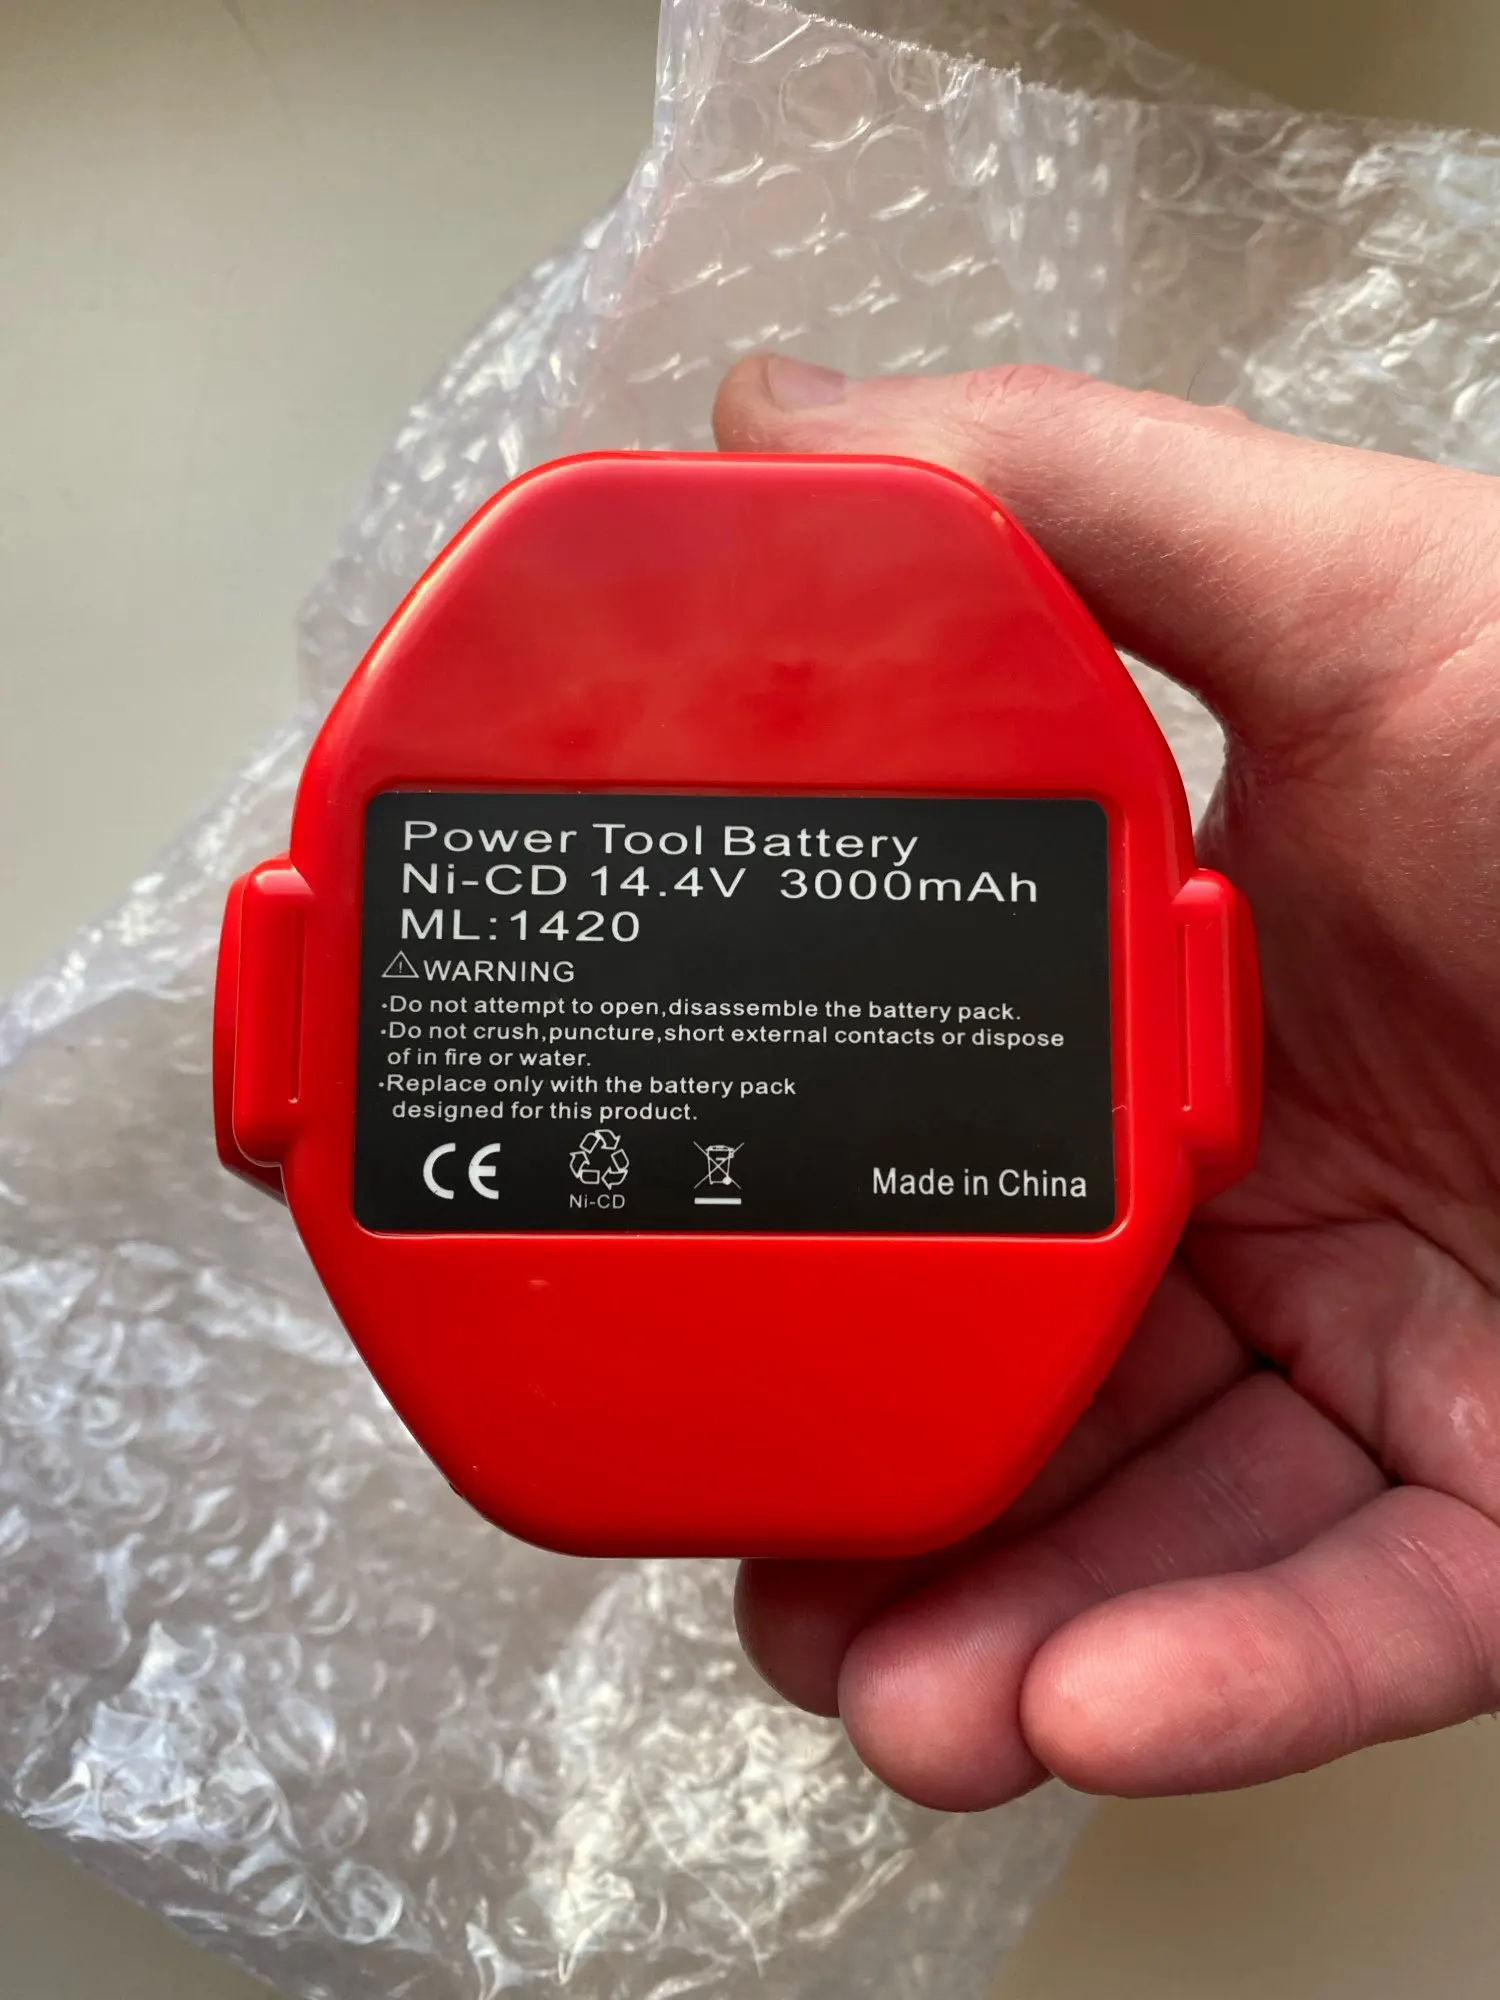 Power Tool Battery
Ni-CD 14.4V 3000mAh
ML:1420
⚠WARNING
·Do not attempt to open,disassemble the battery pack.
·Do not crush,puncture,short external contacts or dispose
of in fire or water.
·Replace only with the battery pack
designed for this product.
CE
Ni-CD
Made in China